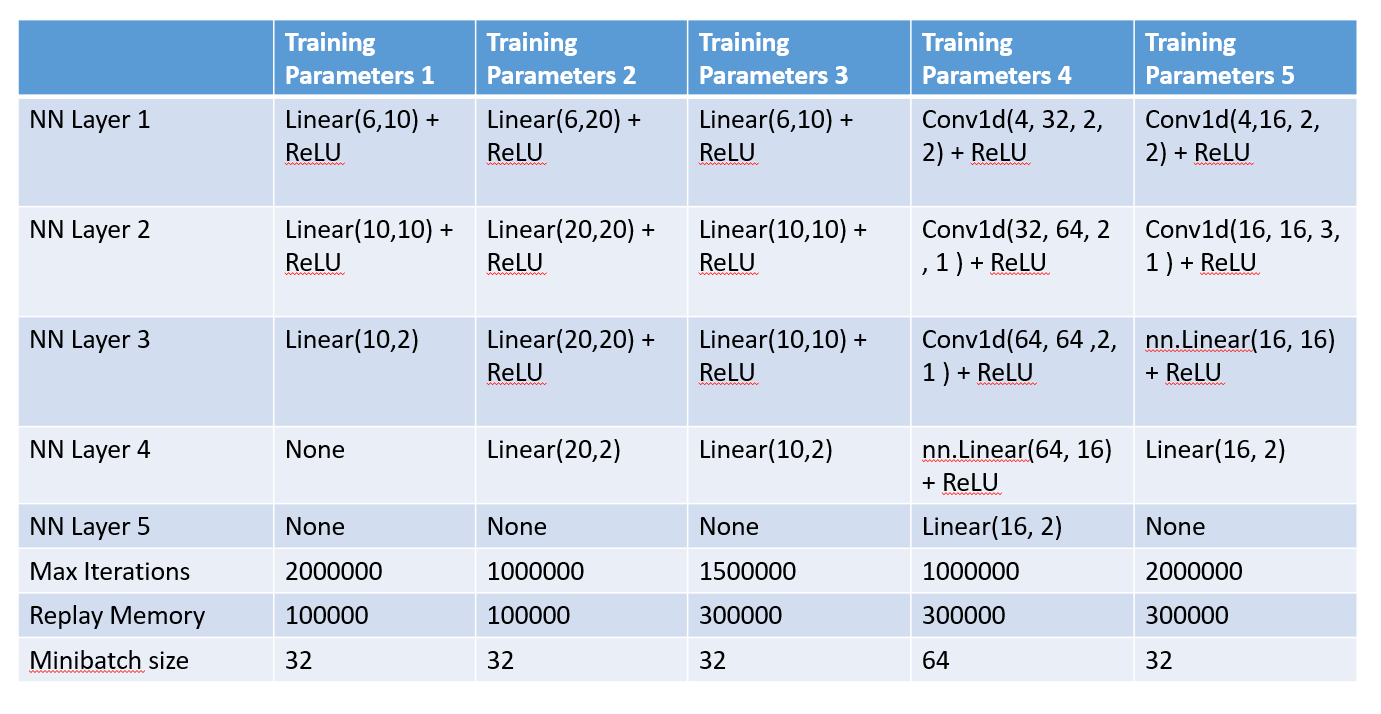 Training Parameters 1
Training Parameters 2
Training Parameters 3
Training Parameters 4
Training Parameters 5
NN Layer 1
Linear(6,10) +
ReLU
Linear(6,20) +
ReLU
Linear(6,10) +
ReLU
Conv1d(4, 32, 2,
2) + ReLU
Conv1d(4,16, 2,
2) + ReLU
NN Layer 2
Linear(10,10) +
ReLU
Linear(20,20) +
ReLU
Linear(10,10) +
ReLU
Conv1d(32, 64, 2
, 1 ) + ReLU
Conv1d(16, 16, 3,
1 ) + ReLU
NN Layer 3
Linear(10,2)
Linear(20,20) +
ReLU
Linear(10,10) +
ReLU
Conv1d(64, 64 ,2,
1 ) + ReLU
nn.Linear(16, 16)
+ ReLU
NN Layer 4
None
Linear(20,2)
Linear(10,2)
nn.Linear(64, 16)
+ ReLU
Linear(16, 2)
NN Layer 5
None
None
None
Linear(16, 2)
None
Max Iterations
2000000
1000000
1500000
1000000
2000000
Replay Memory
100000
100000
300000
300000
300000
Minibatch size
32
32
32
64
32